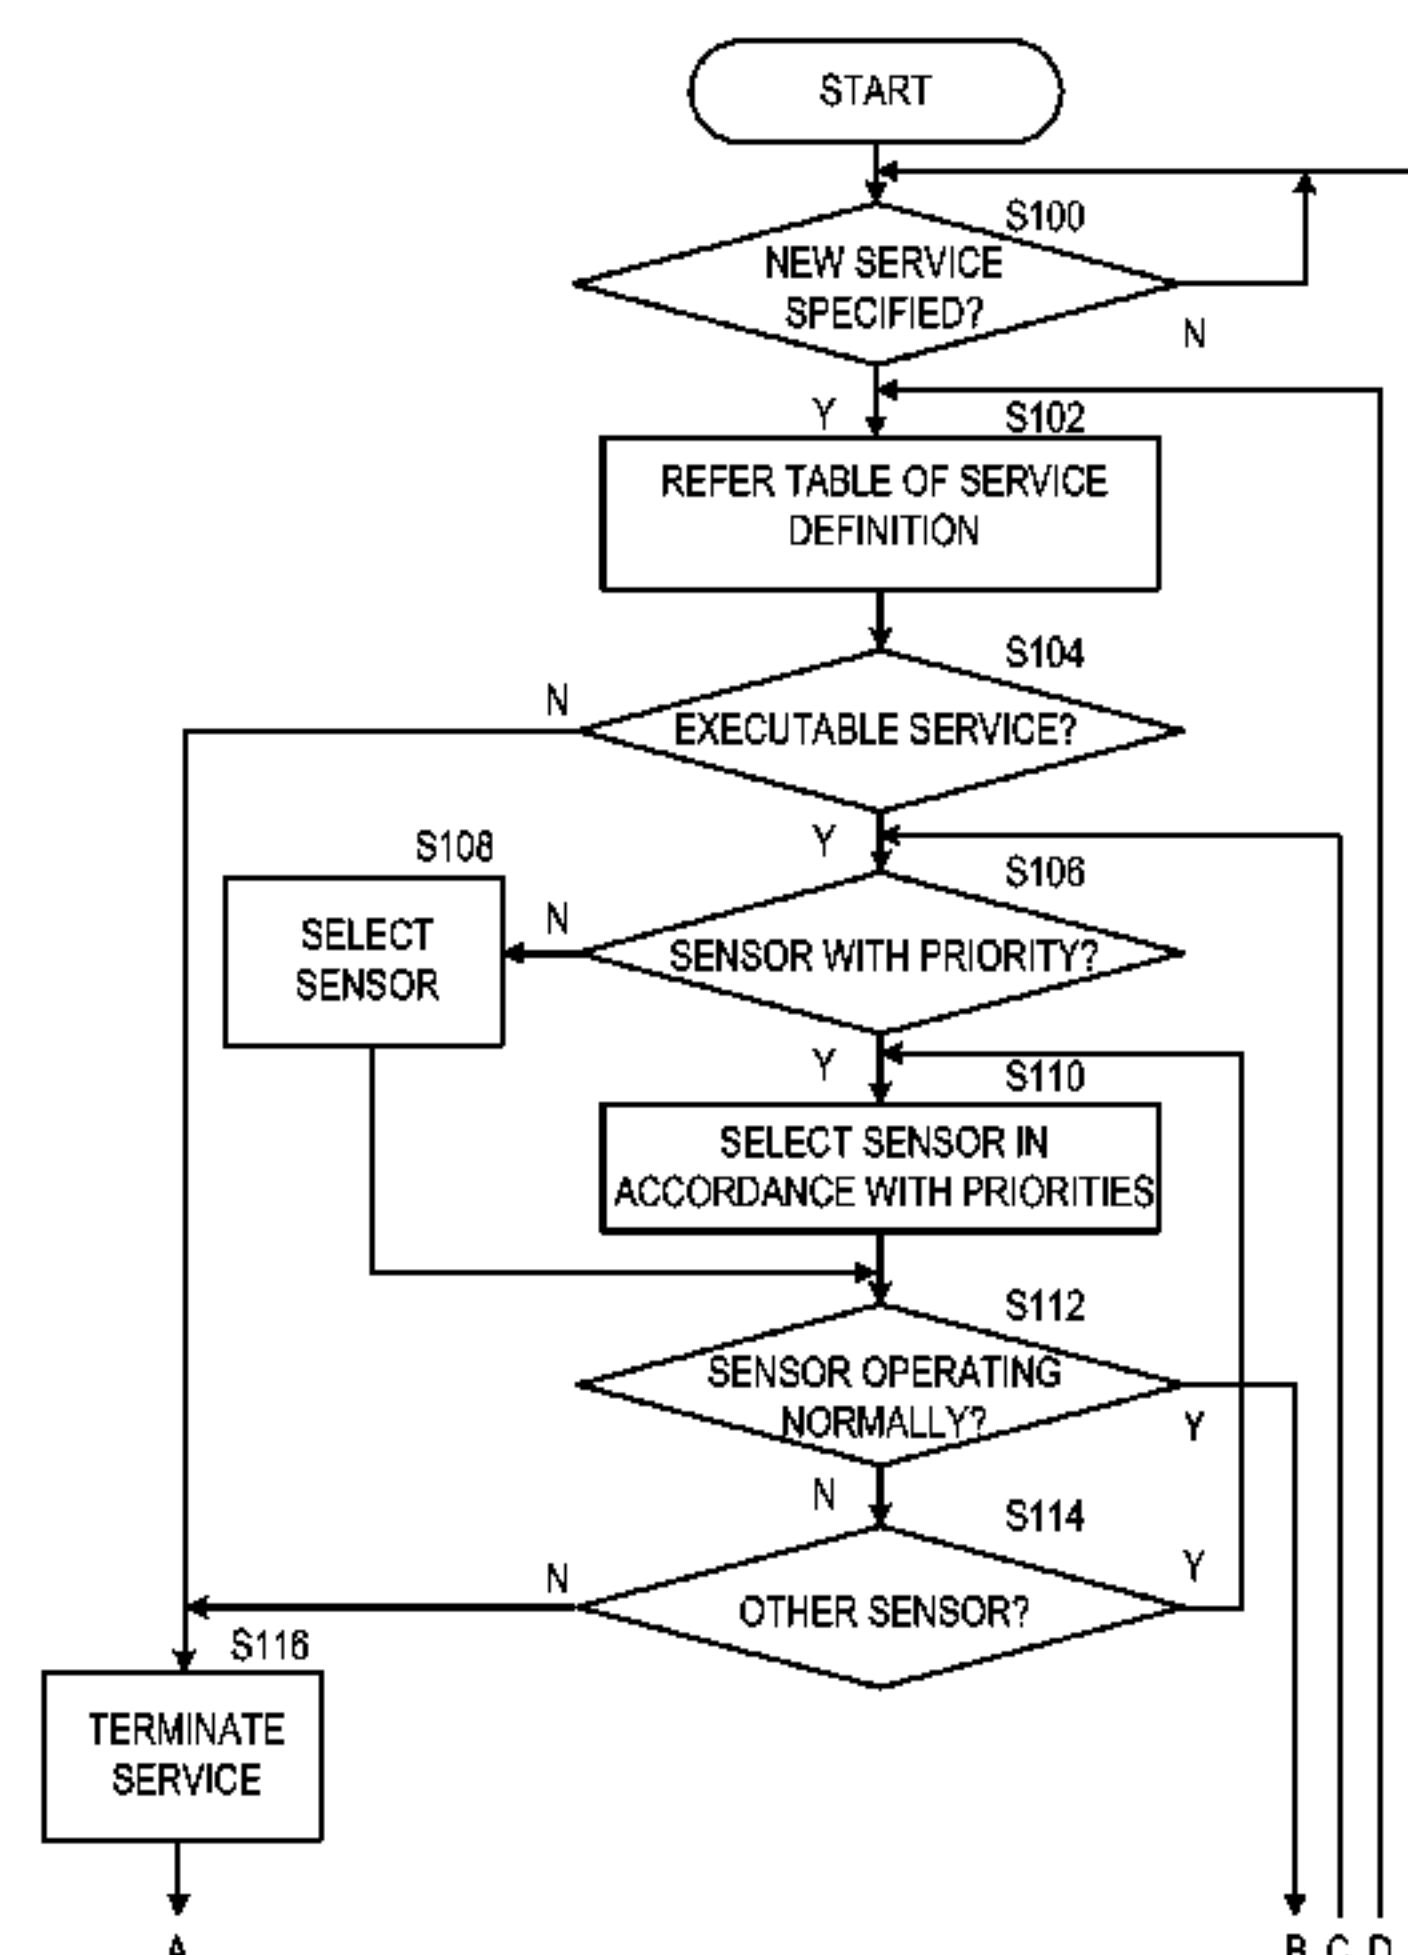 START
S100
NEW SERVICE
SPECIFIED?
N
Y
S102
REFER TABLE OF SERVICE
DEFINITION
S104
N
EXECUTABLE SERVICE?
Y
S108
S106
SELECT
SENSOR
N
SENSOR WITH PRIORITY?
Y
S110
SELECT SENSOR IN
ACCORDANCE WITH PRIORITIES
S112
SENSOR OPERATING
NORMALLY?
Y
N
S114
N
Y
OTHER SENSOR?
S116
TERMINATE
SERVICE
A
B C D